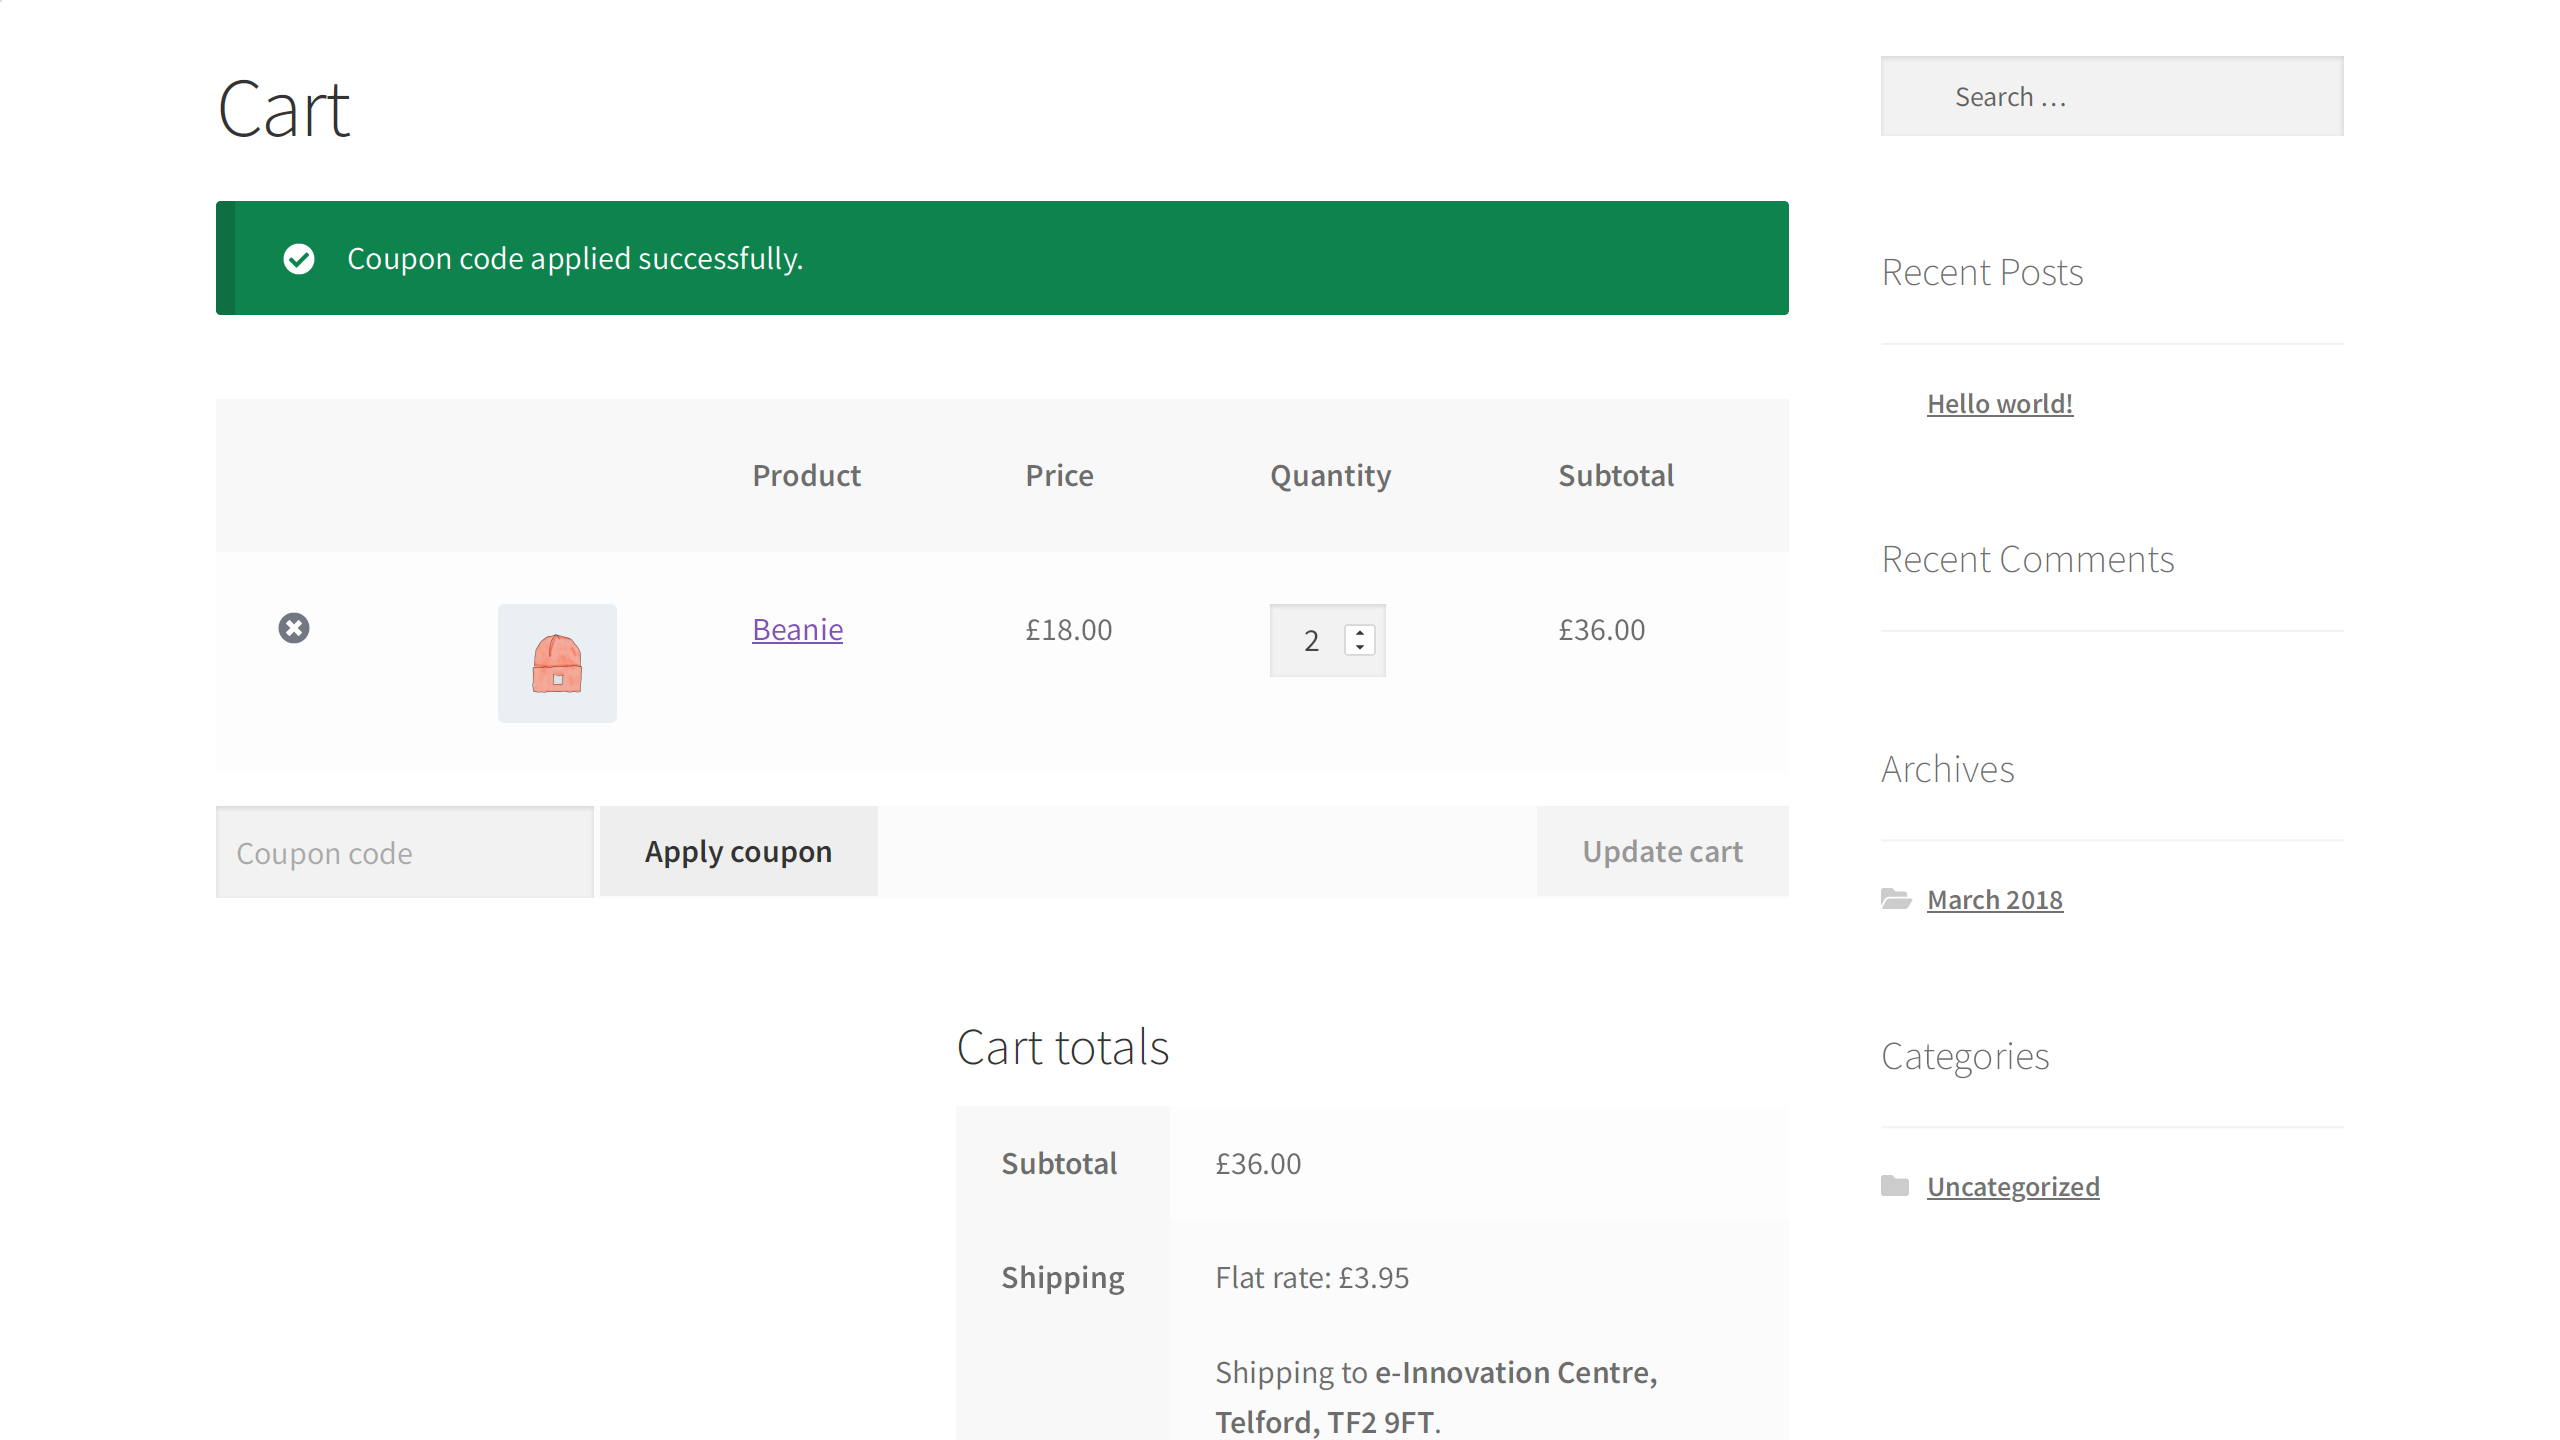 Cart
Search …
Coupon code applied successfully.
Recent Posts
Hello world!
Product Price Quantity Subtotal
Recent Comments
Beanie £18.00 2 £36.00
Archives
Coupon code Apply coupon Update cart
March 2018
Cart totals
Categories
Subtotal £36.00
Uncategorized
Shipping Flat rate: £3.95
Shipping to e-Innovation Centre,
Telford, TF2 9FT.